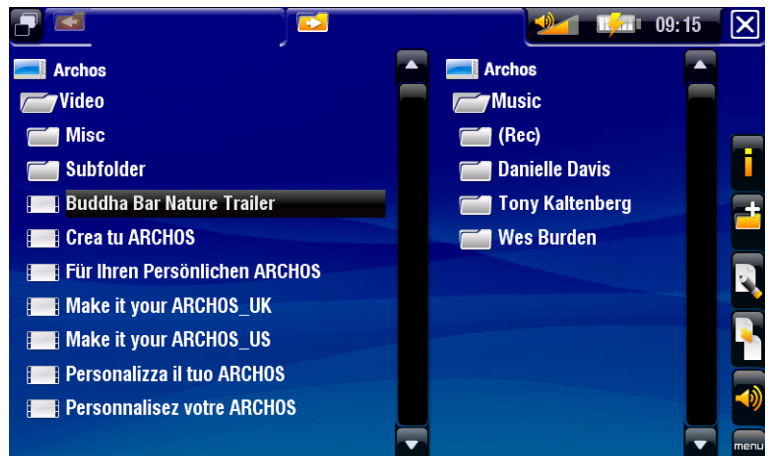 09:15
Archos
Video
Misc
Subfolder
Buddha Bar Nature Trailer
Crea tu ARCHOS
Für Ihren Persönlichen ARCHOS
Make it your ARCHOS_UK
Make it your ARCHOS_US
Personalizza il tuo ARCHOS
Personnalisez votre ARCHOS
Archos
Music
(Rec)
Danielle Davis
Tony Kaltenberg
Wes Burden
menu